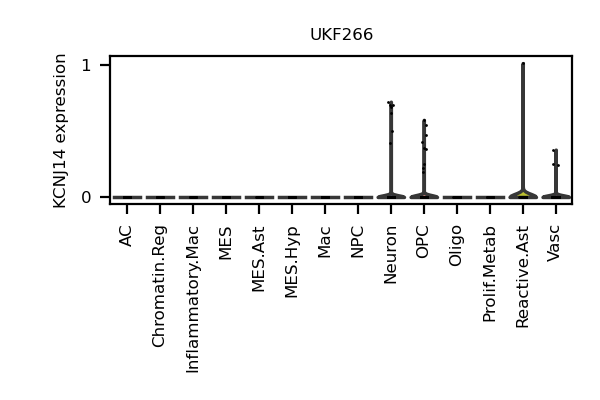 UKF266
KCNJ14 expression
1
0
AC
Chromatin.Reg
Inflammatory.Mac
MES
MES.Ast
MES.Hyp
Mac
NPC
Neuron
OPC
Oligo
Prolif.Metab
Reactive.Ast
Vasc